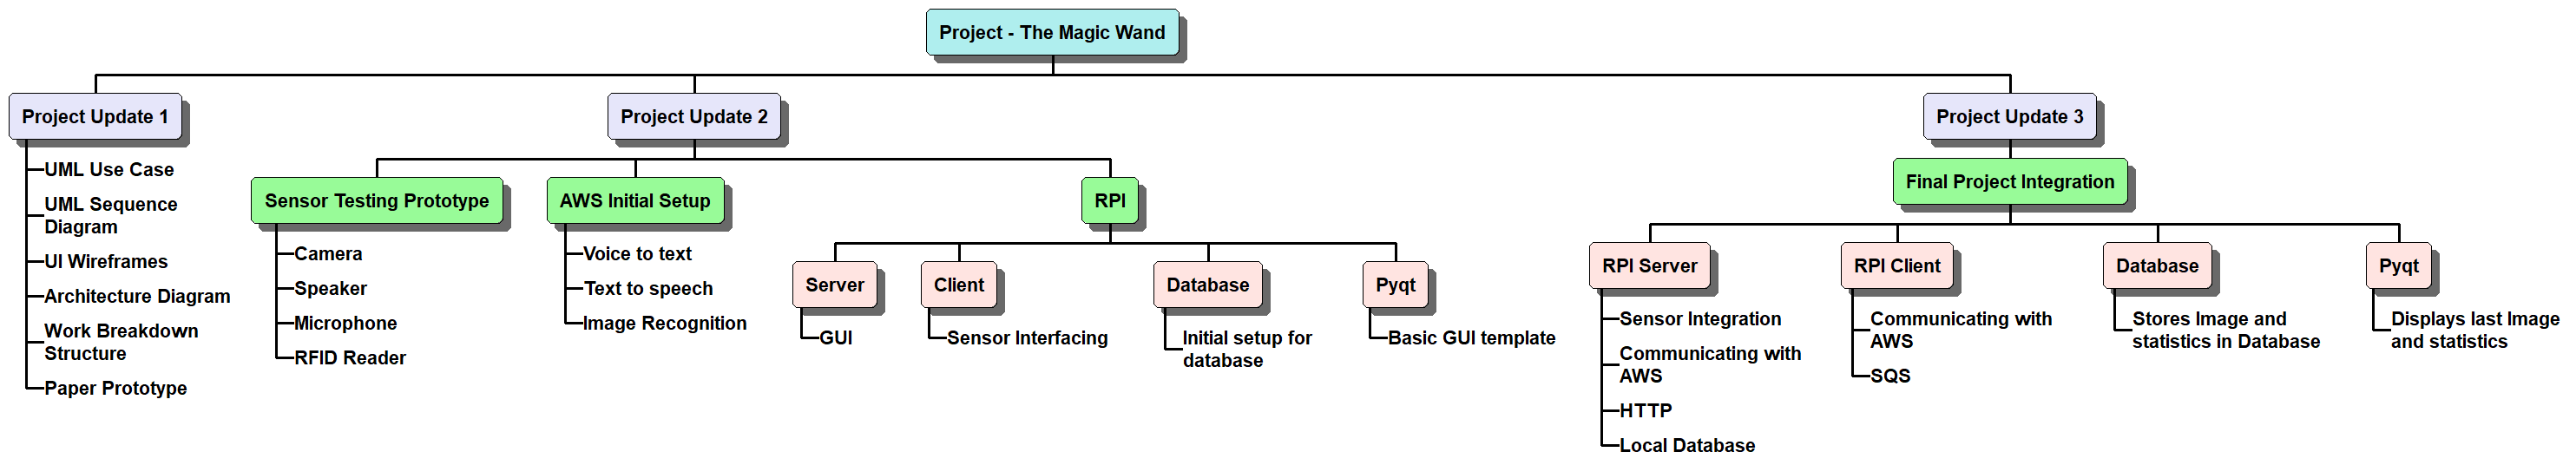 Project - The Magic Wand
Project Update 1
UML Use Case
UML Sequence
Diagram
UI Wireframes
Architecture Diagram
Work Breakdown
Structure
Paper Prototype
Project Update 2
Sensor Testing Prototype
Camera
Speaker
Microphone
RFID Reader
AWS Initial Setup
Voice to text
Text to speech
Image Recognition
RPI
Server
GUI
Client
Sensor Interfacing
Database
Initial setup for
database
Pyqt
Basic GUI template
Project Update 3
Final Project Integration
RPI Server
Sensor Integration
Communicating with
AWS
HTTP
Local Database
RPI Client
Communicating with
AWS
SQS
Database
Stores Image and
statistics in Database
Pyqt
Displays last Image
and statistics